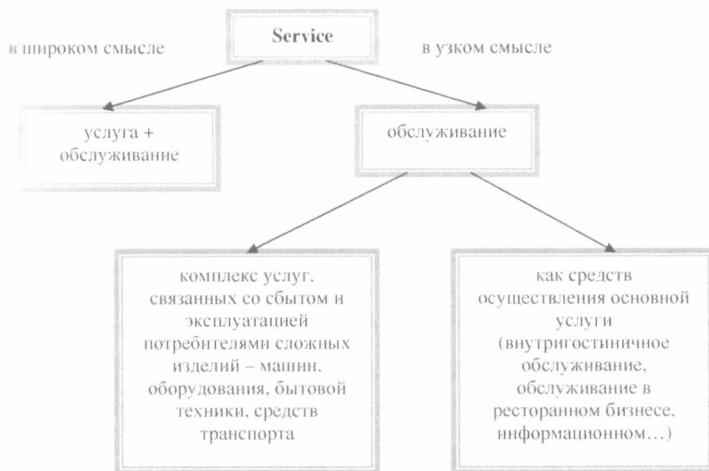 Service
в широком смысле
в узком смысле
услуга +
обслуживание
обслуживание
комплекс услуг,
связанных со сбытом и
эксплуатацией
потребителями сложных
изделий – машин,
оборудования, бытовой
техники, средств
транспорта
как средств
осуществления основной
услуги
(внутригостиничное
обслуживание,
обслуживание в
ресторанном бизнесе,
информационном...)